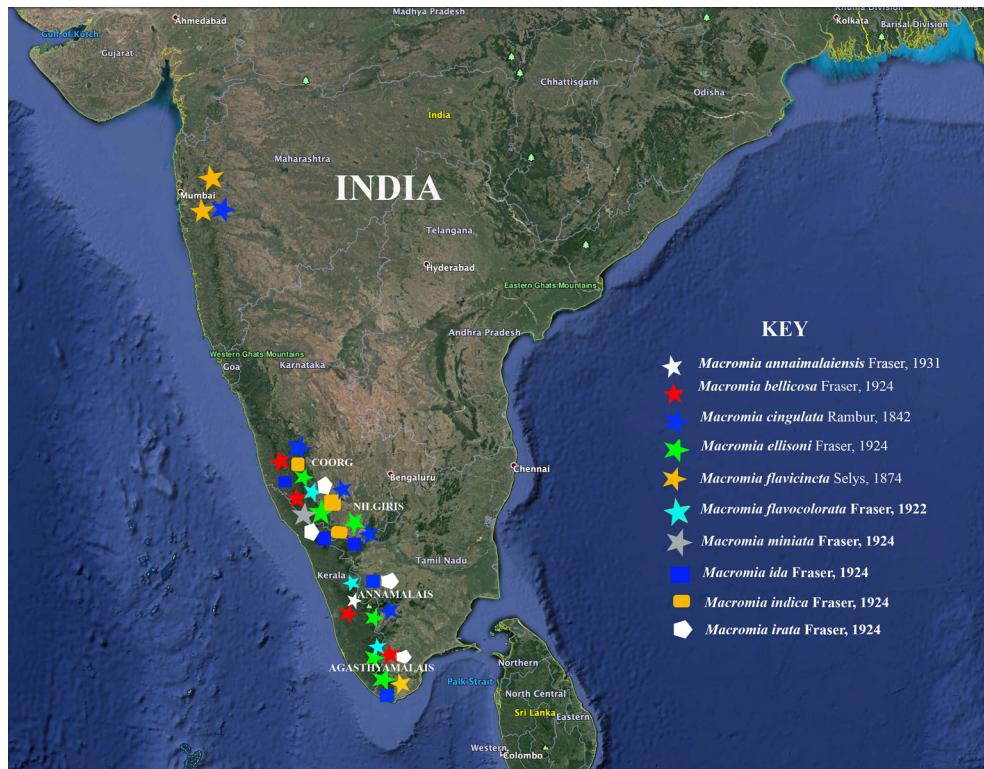 Madhya Pradesh
Khulna Division
Kolkata
Barisal Division
Ahmedabad
Gulf of Kutch
Gujarat
Chhattisgarh
Odisha
India
Maharashtra
INDIA
Mumbai
Telangana
Hyderabad
Eastern Ghats Mountains
KEY
Andhra Pradesh
Western Ghats Mountains
Goa
Karnataka
Macromia annaimalaiensis Fraser, 1931
Macromia bellicosa Fraser, 1924
Macromia cingulata Rambur, 1842
Macromia ellisoni Fraser, 1924
Macromia flavicincta Selys, 1874
Macromia flavocolorata Fraser, 1922
Macromia miniata Fraser, 1924
Macromia ida Fraser, 1924
Macromia indica Fraser, 1924
Macromia irata Fraser, 1924
COORG
Bengaluru
Chennai
NILGIRIS
Tamil Nadu
Kerala
ANNAMALAIS
AGASTHYAMALAIS
Palk Strait
Northern
North Central
Sri Lanka
Eastern
Western
Colombo